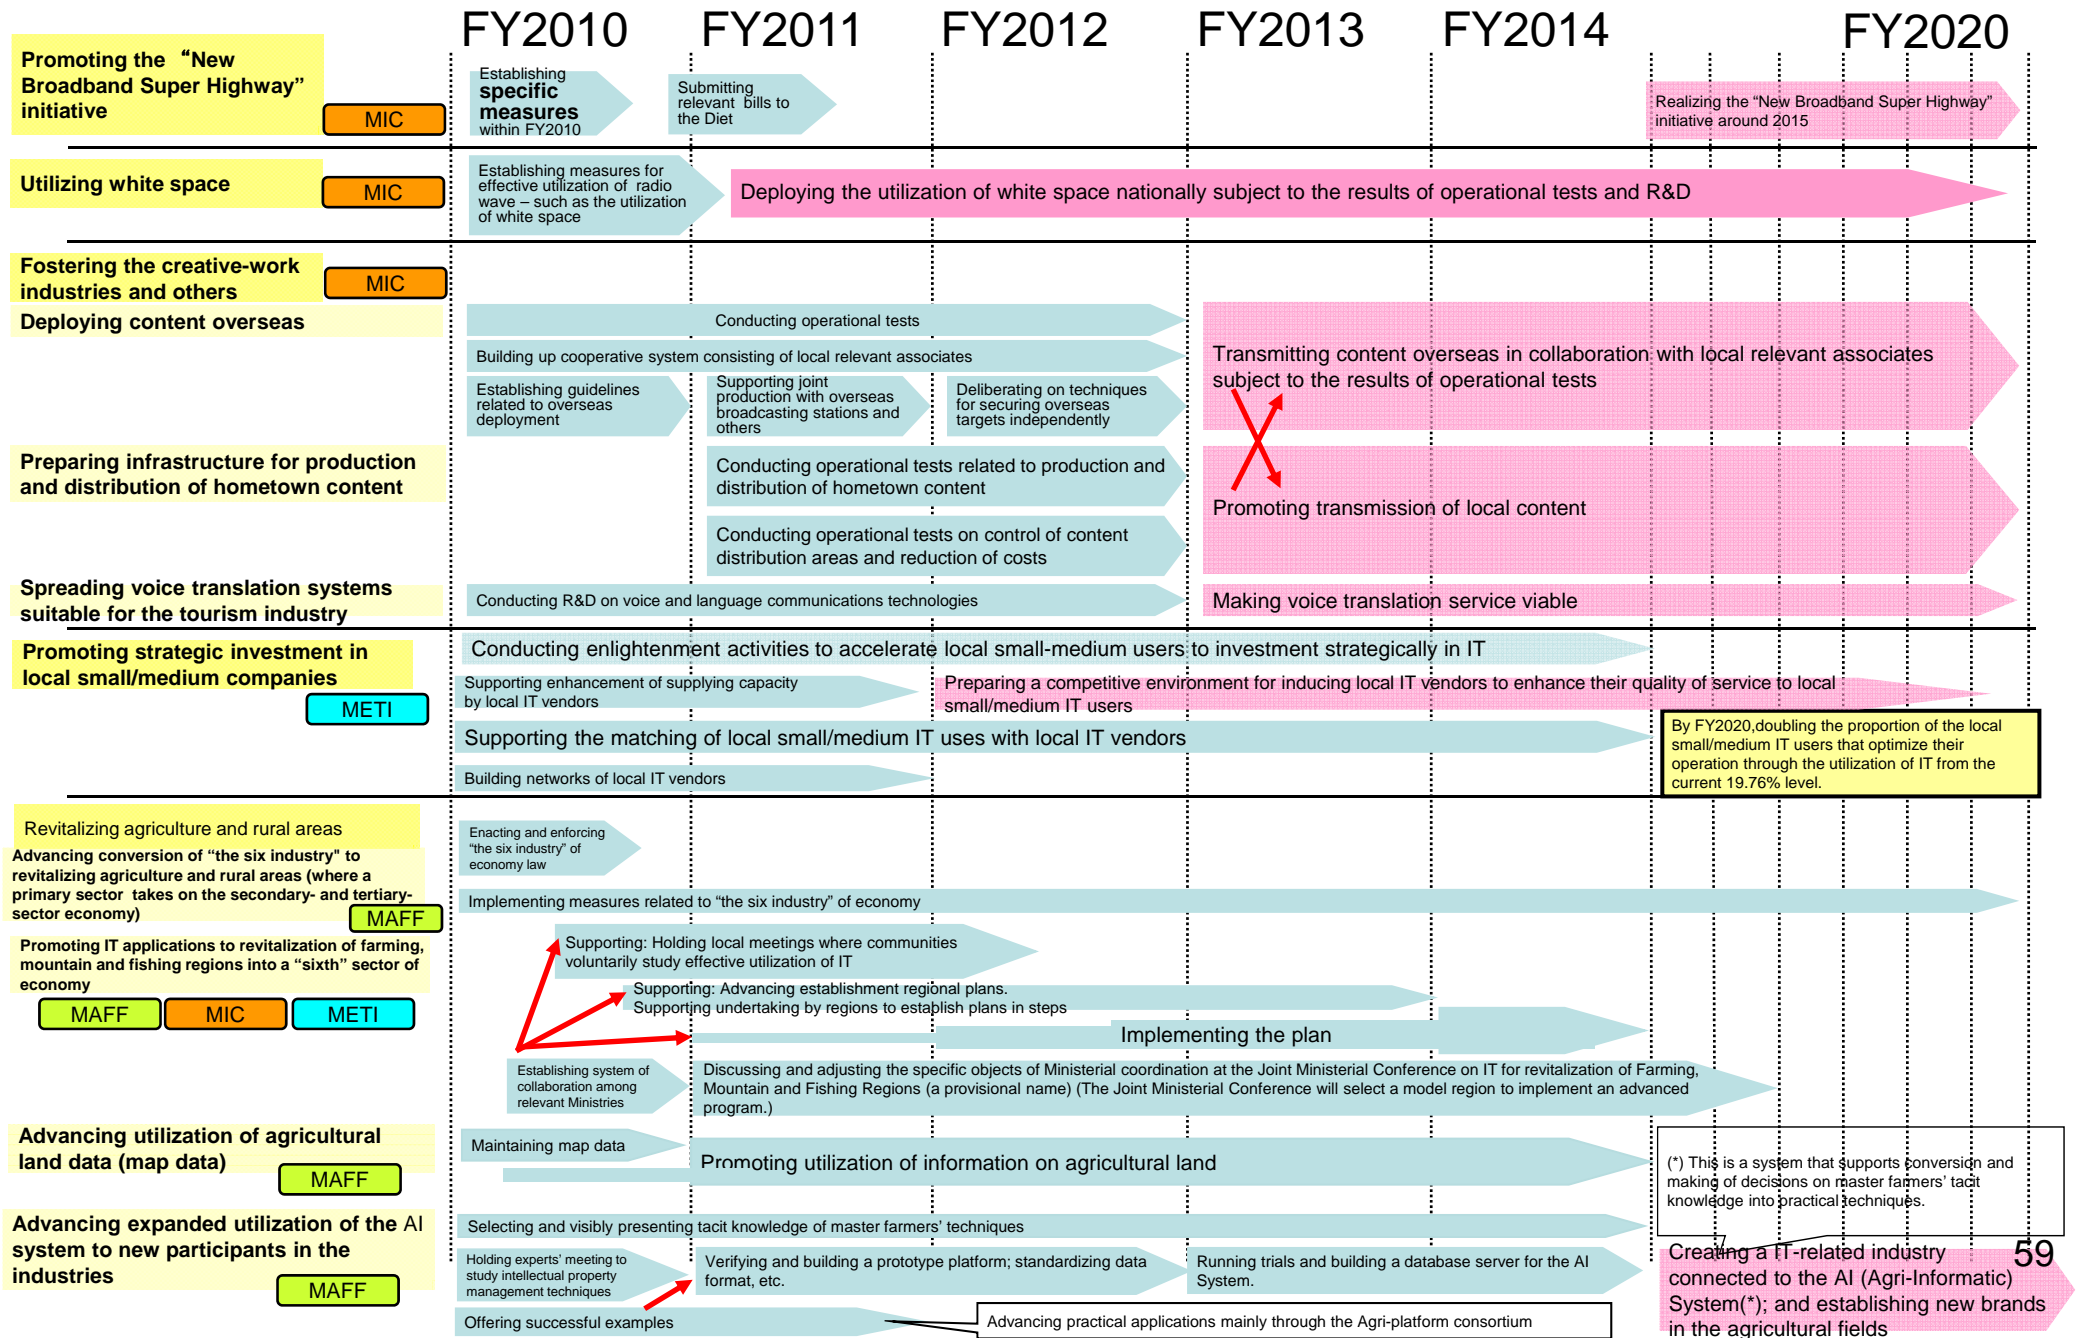 FY2010 FY2011 FY2012 FY2013 FY2014 FY2020
Promoting the “New
Broadband Super Highway”
initiative
MIC
Establishing
specific
measures
within FY2010
Submitting
relevant bills to
the Diet
Realizing the “New Broadband Super Highway”
initiative around 2015
Utilizing white space
MIC
Establishing measures for
effective utilization of radio
wave – such as the utilization
of white space
Deploying the utilization of white space nationally subject to the results of operational tests and R&D
Fostering the creative-work
industries and others
MIC
Deploying content overseas
Conducting operational tests
Building up cooperative system consisting of local relevant associates
Establishing guidelines
related to overseas
deployment
Supporting joint
production with overseas
broadcasting stations and
others
Deliberating on techniques
for securing overseas
targets independently
Transmitting content overseas in collaboration with local relevant associates
subject to the results of operational tests
Preparing infrastructure for production
and distribution of hometown content
Conducting operational tests related to production and
distribution of hometown content
Conducting operational tests on control of content
distribution areas and reduction of costs
Promoting transmission of local content
Spreading voice translation systems
suitable for the tourism industry
Conducting R&D on voice and language communications technologies
Making voice translation service viable
Promoting strategic investment in
local small/medium companies
METI
Conducting enlightenment activities to accelerate local small-medium users to investment strategically in IT
Supporting enhancement of supplying capacity
by local IT vendors
Preparing a competitive environment for inducing local IT vendors to enhance their quality of service to local
small/medium IT users
Supporting the matching of local small/medium IT uses with local IT vendors
Building networks of local IT vendors
By FY2020,doubling the proportion of the local
small/medium IT users that optimize their
operation through the utilization of IT from the
current 19.76% level.
Revitalizing agriculture and rural areas
Advancing conversion of “the six industry" to
revitalizing agriculture and rural areas (where a
primary sector takes on the secondary- and tertiary-
sector economy)
MAFF
Enacting and enforcing
“the six industry” of
economy law
Implementing measures related to “the six industry” of economy
Promoting IT applications to revitalization of farming,
mountain and fishing regions into a “sixth” sector of
economy
MAFF MIC METI
Supporting: Holding local meetings where communities
voluntarily study effective utilization of IT
Supporting: Advancing establishment regional plans.
Supporting undertaking by regions to establish plans in steps
Implementing the plan
Establishing system of
collaboration among
relevant Ministries
Discussing and adjusting the specific objects of Ministerial coordination at the Joint Ministerial Conference on IT for revitalization of Farming,
Mountain and Fishing Regions (a provisional name) (The Joint Ministerial Conference will select a model region to implement an advanced
program.)
Advancing utilization of agricultural
land data (map data)
MAFF
Maintaining map data
Promoting utilization of information on agricultural land
(*) This is a system that supports conversion and
making of decisions on master farmers’ tacit
knowledge into practical techniques.
Advancing expanded utilization of the AI
system to new participants in the
industries
MAFF
Selecting and visibly presenting tacit knowledge of master farmers’ techniques
Holding experts’ meeting to
study intellectual property
management techniques
Verifying and building a prototype platform; standardizing data
format, etc.
Running trials and building a database server for the AI
System.
Offering successful examples
Advancing practical applications mainly through the Agri-platform consortium
Creating a IT-related industry
connected to the AI (Agri-Informatic)
System(*); and establishing new brands
in the agricultural fields
59